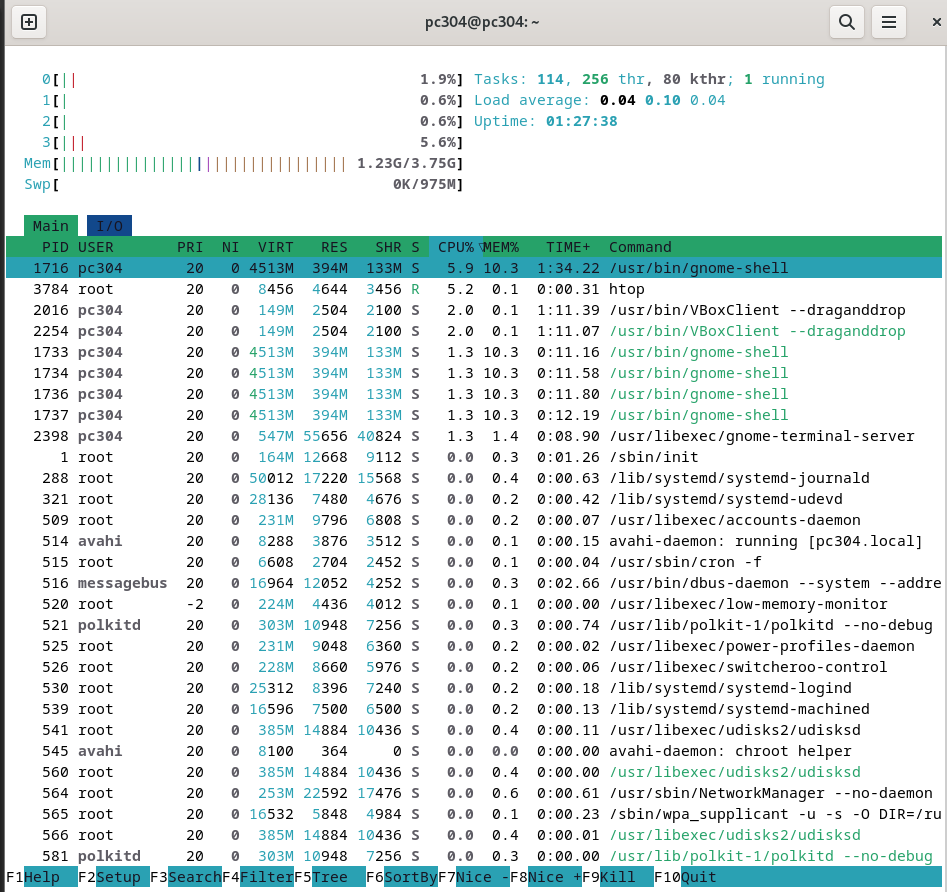 pc304@pc304: ~
0[|| 1.9%] Tasks: 114, 256 thr, 80 kthr; 1 running
1[| 0.6%] Load average: 0.04 0.10 0.04
2[| 0.6%] Uptime: 01:27:38
3[||| 5.6%]
Mem[|||||||||||||||||||||||||||||||| 1.23G/3.75G]
Swp[ 0K/975M]
Main I/O
PID USER PRI NI VIRT RES SHR S CPU%▽MEM% TIME+ Command
1716 pc304 20 0 4513M 394M 133M S 5.9 10.3 1:34.22 /usr/bin/gnome-shell
3784 root 20 0 8456 4644 3456 R 5.2 0.1 0:00.31 htop
2016 pc304 20 0 149M 2504 2100 S 2.0 0.1 1:11.39 /usr/bin/VBoxClient --draganddrop
2254 pc304 20 0 149M 2504 2100 S 2.0 0.1 1:11.07 /usr/bin/VBoxClient --draganddrop
1733 pc304 20 0 4513M 394M 133M S 1.3 10.3 0:11.16 /usr/bin/gnome-shell
1734 pc304 20 0 4513M 394M 133M S 1.3 10.3 0:11.58 /usr/bin/gnome-shell
1736 pc304 20 0 4513M 394M 133M S 1.3 10.3 0:11.80 /usr/bin/gnome-shell
1737 pc304 20 0 4513M 394M 133M S 1.3 10.3 0:12.19 /usr/bin/gnome-shell
2398 pc304 20 0 547M 55656 40824 S 1.3 1.4 0:08.90 /usr/libexec/gnome-terminal-server
1 root 20 0 164M 12668 9112 S 0.0 0.3 0:01.26 /sbin/init
288 root 20 0 50012 17220 15568 S 0.0 0.4 0:00.63 /lib/systemd/systemd-journald
321 root 20 0 28136 7480 4676 S 0.0 0.2 0:00.42 /lib/systemd/systemd-udevd
509 root 20 0 231M 9796 6808 S 0.0 0.2 0:00.07 /usr/libexec/accounts-daemon
514 avahi 20 0 8288 3876 3512 S 0.0 0.1 0:00.15 avahi-daemon: running [pc304.local]
515 root 20 0 6608 2704 2452 S 0.0 0.1 0:00.04 /usr/sbin/cron -f
516 messagebus 20 0 16964 12052 4252 S 0.0 0.3 0:02.66 /usr/bin/dbus-daemon --system --addre
520 root -2 0 224M 4436 4012 S 0.0 0.1 0:00.00 /usr/libexec/low-memory-monitor
521 polkitd 20 0 303M 10948 7256 S 0.0 0.3 0:00.74 /usr/lib/polkit-1/polkitd --no-debug
525 root 20 0 231M 9048 6360 S 0.0 0.2 0:00.02 /usr/libexec/power-profiles-daemon
526 root 20 0 228M 8660 5976 S 0.0 0.2 0:00.06 /usr/libexec/switcheroo-control
530 root 20 0 25312 8396 7240 S 0.0 0.2 0:00.18 /lib/systemd/systemd-logind
539 root 20 0 16596 7500 6500 S 0.0 0.2 0:00.13 /lib/systemd/systemd-machined
541 root 20 0 385M 14884 10436 S 0.0 0.4 0:00.11 /usr/libexec/udisks2/udisksd
545 avahi 20 0 8100 364 0 S 0.0 0.0 0:00.00 avahi-daemon: chroot helper
560 root 20 0 385M 14884 10436 S 0.0 0.4 0:00.00 /usr/libexec/udisks2/udisksd
564 root 20 0 253M 22592 17476 S 0.0 0.6 0:00.61 /usr/sbin/NetworkManager --no-daemon
565 root 20 0 16532 5848 4984 S 0.0 0.1 0:00.23 /sbin/wpa_supplicant -u -s -O DIR=/ru
566 root 20 0 385M 14884 10436 S 0.0 0.4 0:00.01 /usr/libexec/udisks2/udisksd
581 polkitd 20 0 303M 10948 7256 S 0.0 0.3 0:00.00 /usr/lib/polkit-1/polkitd --no-debug
F1Help F2Setup F3SearchF4FilterF5Tree F6SortByF7Nice -F8Nice +F9Kill F10Quit